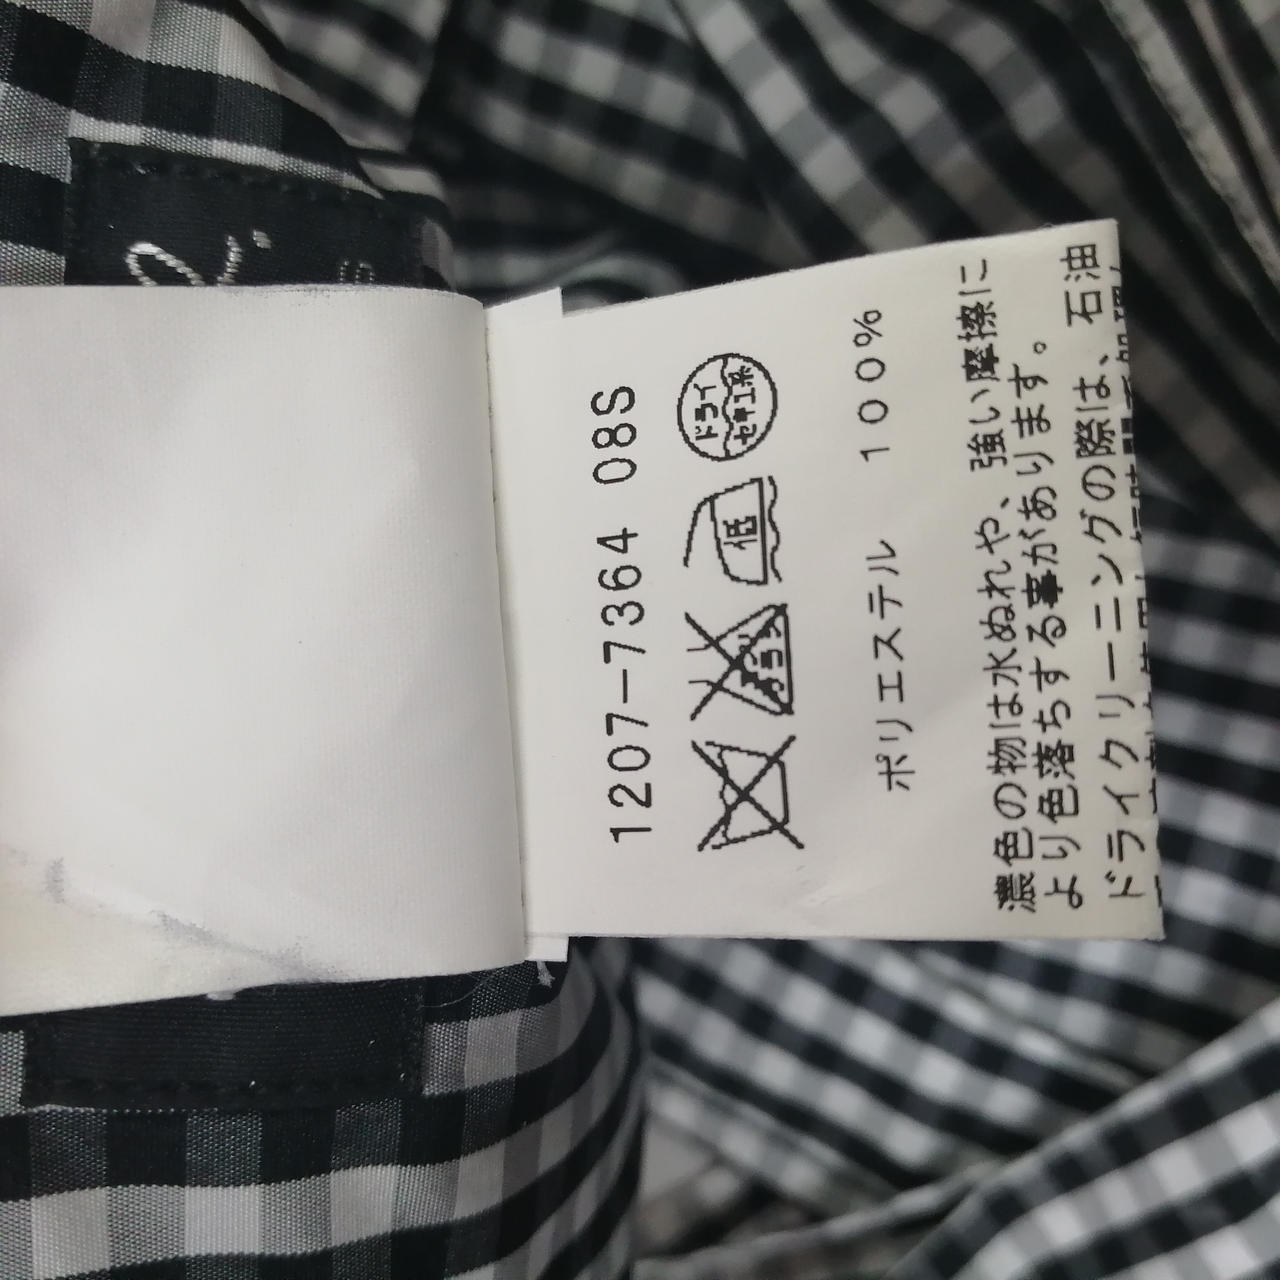 1207-7364 08S
低 ドライ
セキユ系
ポリエステル 100%
濃色の物は水ぬれや、強い摩擦に
より色落ちする事があります。
ドライクリーニングの際は、石油